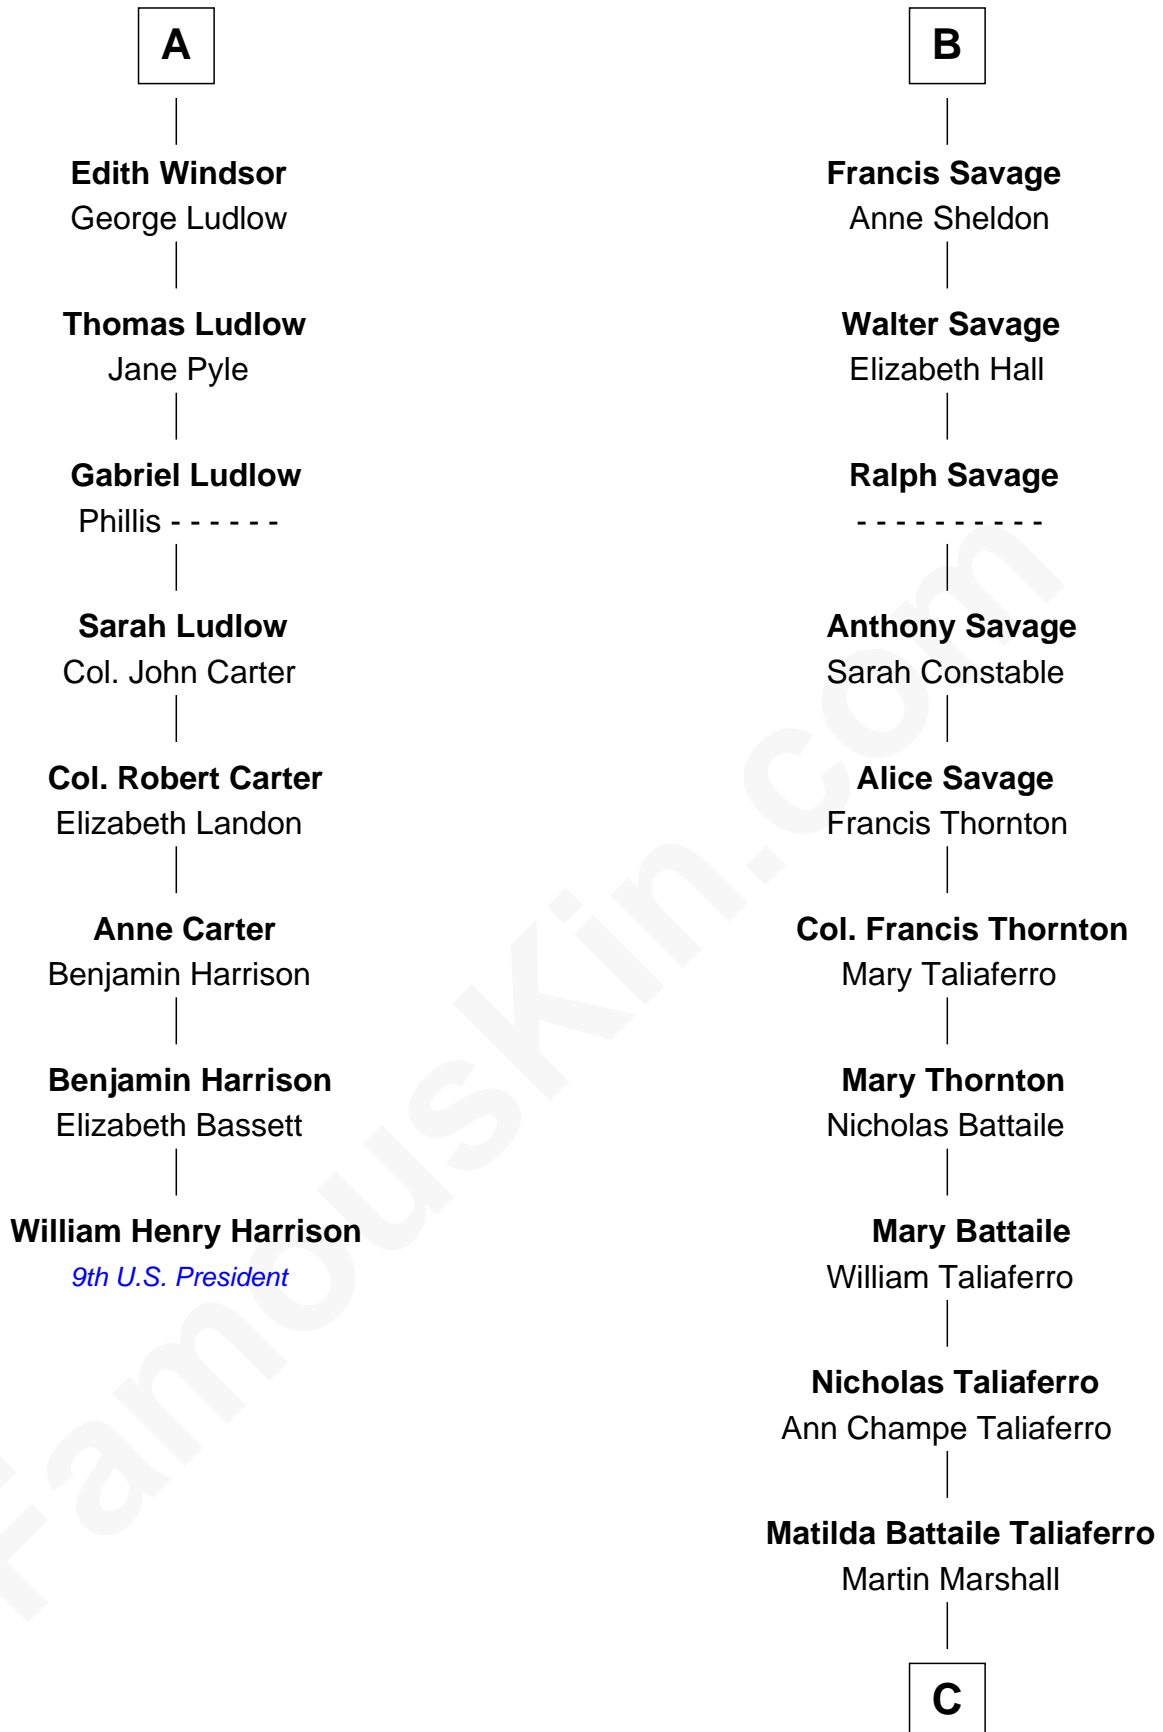 A
Edith Windsor
George Ludlow
Thomas Ludlow
Jane Pyle
Gabriel Ludlow
Phillis - - - - - -
Sarah Ludlow
Col. John Carter
Col. Robert Carter
Elizabeth Landon
Anne Carter
Benjamin Harrison
Benjamin Harrison
Elizabeth Bassett
William Henry Harrison
9th U.S. President
B
Francis Savage
Anne Sheldon
Walter Savage
Elizabeth Hall
Ralph Savage
- - - - - - - - - -
Anthony Savage
Sarah Constable
Alice Savage
Francis Thornton
Col. Francis Thornton
Mary Taliaferro
Mary Thornton
Nicholas Battaile
Mary Battaile
William Taliaferro
Nicholas Taliaferro
Ann Champe Taliaferro
Matilda Battaile Taliaferro
Martin Marshall
C
FamousKin.com